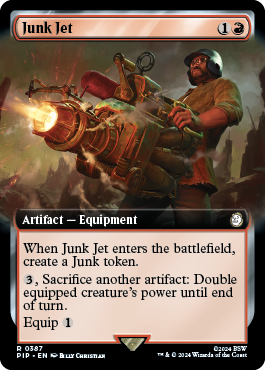 Junk Jet 1
Artifact — Equipment
When Junk Jet enters the battlefield,
create a Junk token.
3, Sacrifice another artifact: Double
equipped creature's power until end
of turn.
Equip 1
R 0387
PIP • EN Billy Christian
©2024 BSW
™ & © 2024 Wizards of the Coast